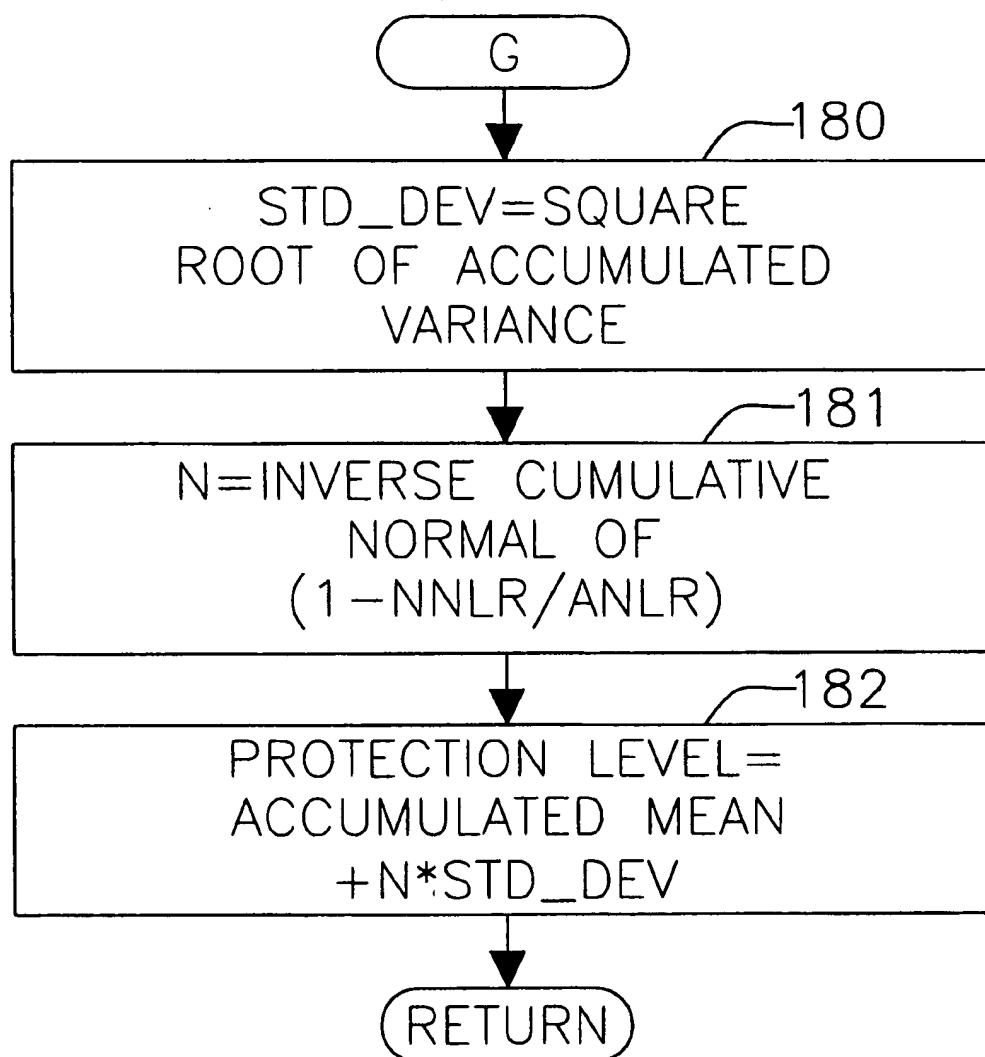 G
180
STD_DEV=SQUARE
ROOT OF ACCUMULATED
VARIANCE
181
N=INVERSE CUMULATIVE
NORMAL OF
(1-NNLR/ANLR)
182
PROTECTION LEVEL=
ACCUMULATED MEAN
+N*STD_DEV
RETURN